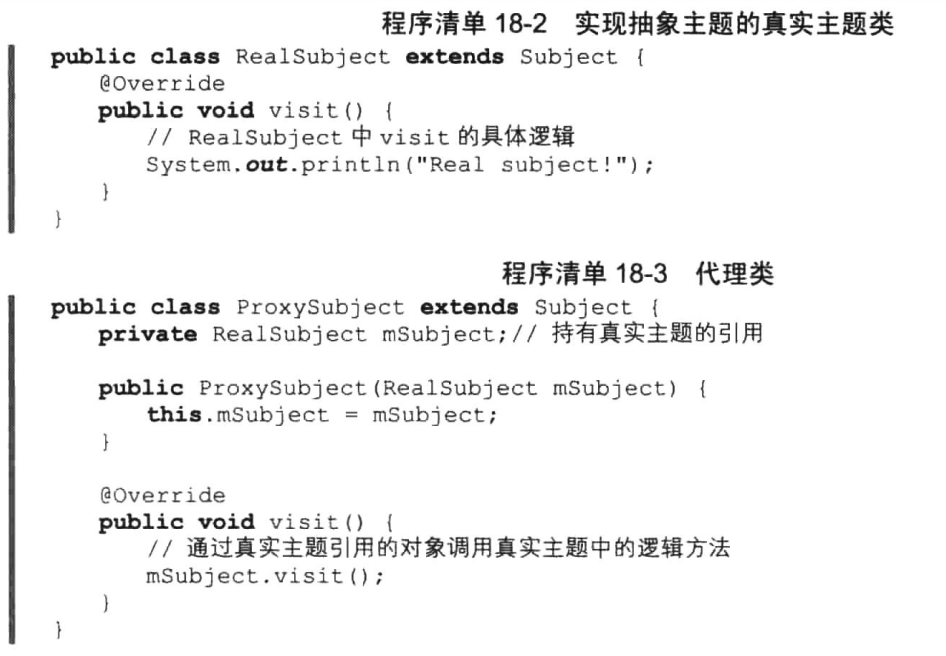 程序清单 18-2 实现抽象主题的真实主题类
public class RealSubject extends Subject {
@Override
public void visit() {
// RealSubject 中 visit 的具体逻辑
System.out.println("Real subject!");
}
}
程序清单 18-3 代理类
public class ProxySubject extends Subject {
private RealSubject mSubject;// 持有真实主题的引用
public ProxySubject(RealSubject mSubject) {
this.mSubject = mSubject;
}
@Override
public void visit() {
// 通过真实主题引用的对象调用真实主题中的逻辑方法
mSubject.visit();
}
}